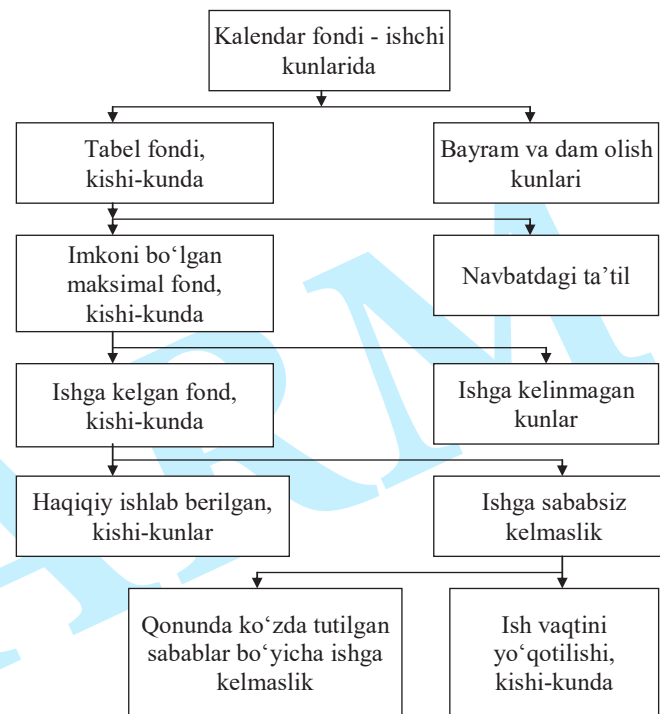 Kalendar fondi - ishchi
kunlarida
Tabel fondi,
kishi-kunda
Bayram va dam olish
kunlari
Imkoni bo‘lgan
maksimal fond,
kishi-kunda
Navbatdagi ta’til
Ishga kelgan fond,
kishi-kunda
Ishga kelinmagan
kunlar
Haqiqiy ishlab berilgan,
kishi-kunlar
Ishga sababsiz
kelmaslik
Qonunda ko‘zda tutilgan
sabablar bo‘yicha ishga
kelmaslik
Ish vaqtini
yo‘qotilishi,
kishi-kunda
ARM